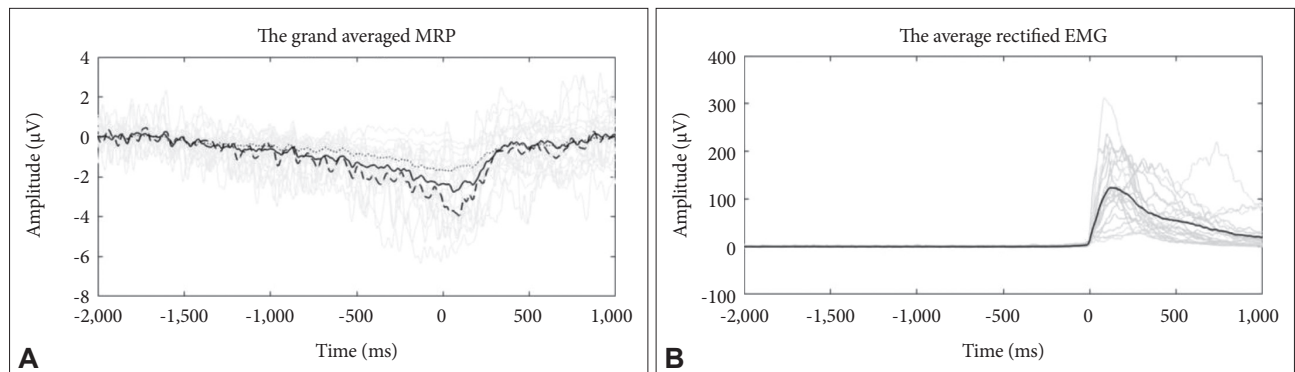 The grand averaged MRP
4
2
0
-2
-4
-6
-8
Amplitude (μV)
-2,000 -1,500 -1,000 -500 0 500 1,000
Time (ms)
A
The average rectified EMG
400
300
200
100
0
-100
Amplitude (μV)
-2,000 -1,500 -1,000 -500 0 500 1,000
Time (ms)
B